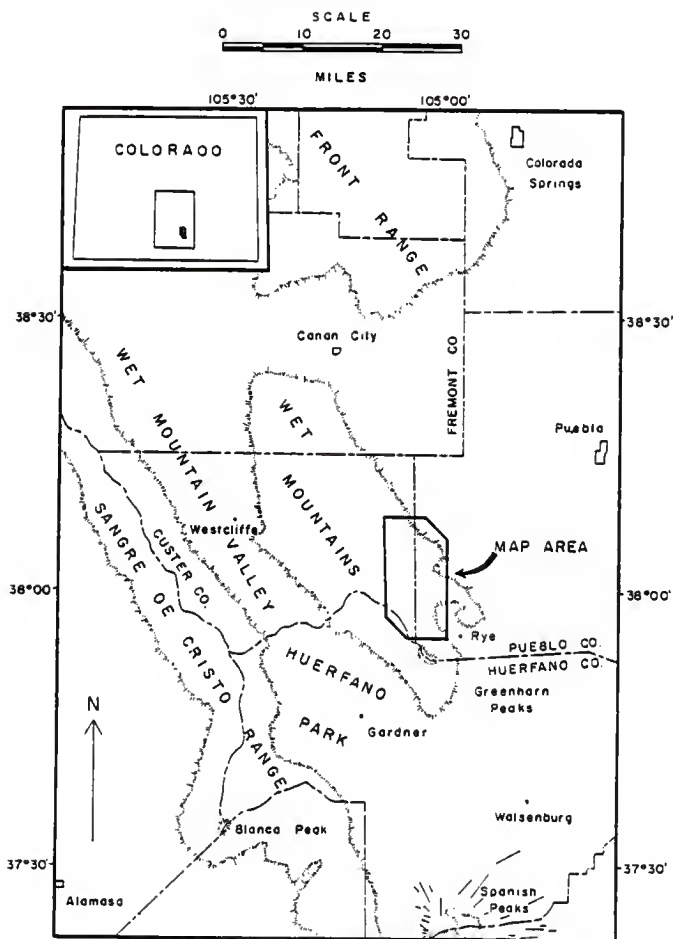 SCALE
0 10 20 30
MILES
105°30' 105°00'
COLORADO
FRONT RANGE
Colorado
Springs
38°30' 38°30'
Canan City
FREMONT CO
WET MOUNTAIN VALLEY
WET MOUNTAINS
Pueblo
Westcliffe
MAP AREA
SANGRE DE CRISTO RANGE
CUSTER CO.
38°00' 38°00'
Rye
PUEBLO CO.
HUERFANO CO.
HUERFANO PARK
Greenharn
Peaks
N
Gardner
Walsenburg
Blanca Peak
37°30' 37°30'
Alamasa
Spanish
Peaks